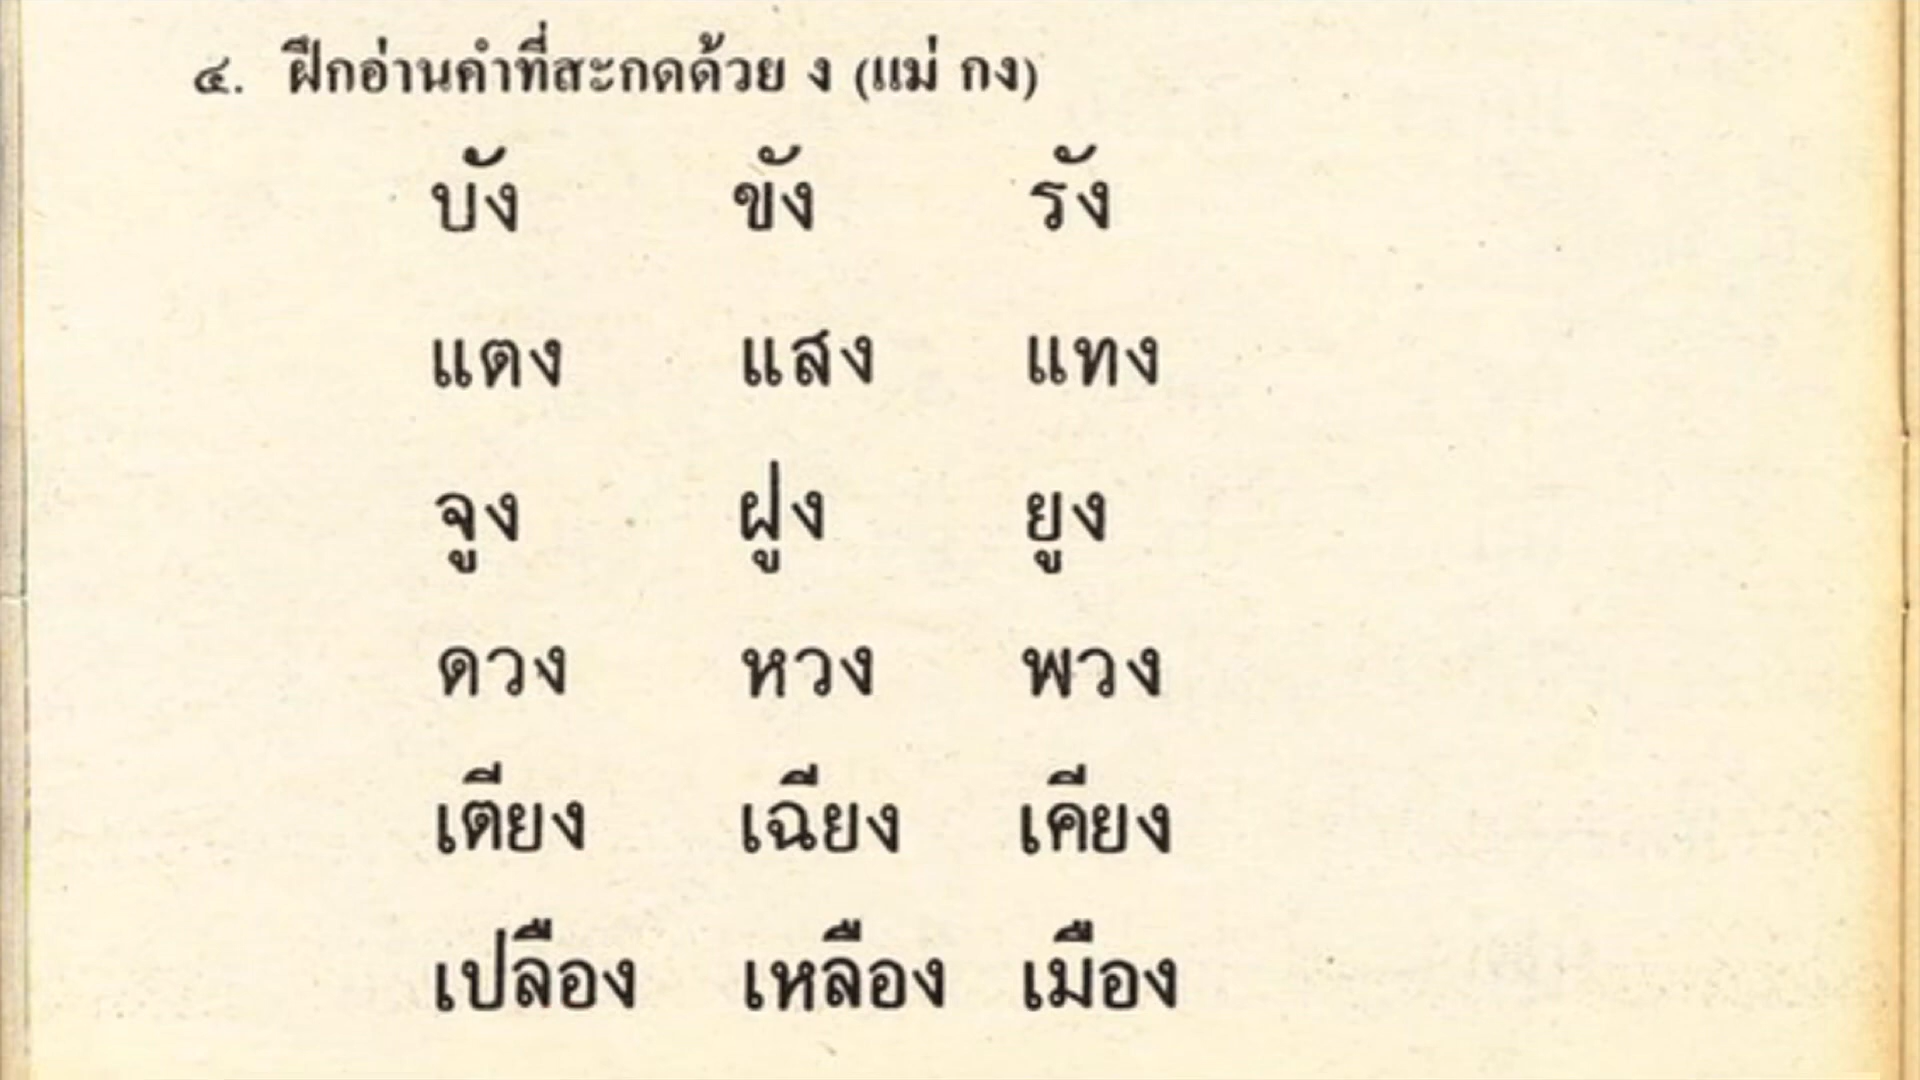 ๔. ฝึกอ่านคำที่สะกดด้วย ง (แม่ กง)
บัง ขัง รัง
แตง แสง แทง
จูง ฝูง ยูง
ดวง หวง พวง
เตียง เฉียง เคียง
เปลือง เหลือง เมือง